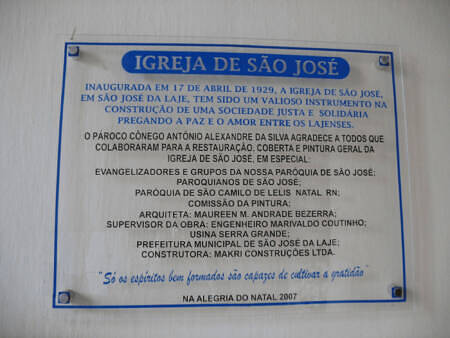 IGREJA DE SÃO JOSÉ
INAUGURADA EM 17 DE ABRIL DE 1929, A IGREJA DE SÃO JOSÉ,
EM SÃO JOSÉ DA LAJE, TEM SIDO UM VALIOSO INSTRUMENTO NA
CONSTRUÇÃO DE UMA SOCIEDADE JUSTA E SOLIDÁRIA
PREGANDO A PAZ E O AMOR ENTRE OS LAJENSES.
O PÁROCO CÔNEGO ANTÔNIO ALEXANDRE DA SILVA AGRADECE A TODOS QUE
COLABORARAM PARA A RESTAURAÇÃO, COBERTA E PINTURA GERAL DA
IGREJA DE SÃO JOSÉ, EM ESPECIAL:
EVANGELIZADORES E GRUPOS DA NOSSA PARÓQUIA DE SÃO JOSÉ;
PAROQUIANOS DE SÃO JOSÉ;
PARÓQUIA DE SÃO CAMILO DE LELIS NATAL RN;
COMISSÃO DA PINTURA;
ARQUITETA: MAUREEN M. ANDRADE BEZERRA;
SUPERVISOR DA OBRA: ENGENHEIRO MARIVALDO COUTINHO;
USINA SERRA GRANDE;
PREFEITURA MUNICIPAL DE SÃO JOSÉ DA LAJE;
CONSTRUTORA: MAKRI CONSTRUÇÕES LTDA.
"Só os espíritos bem formados são capazes de cultivar a gratidão"
NA ALEGRIA DO NATAL 2007